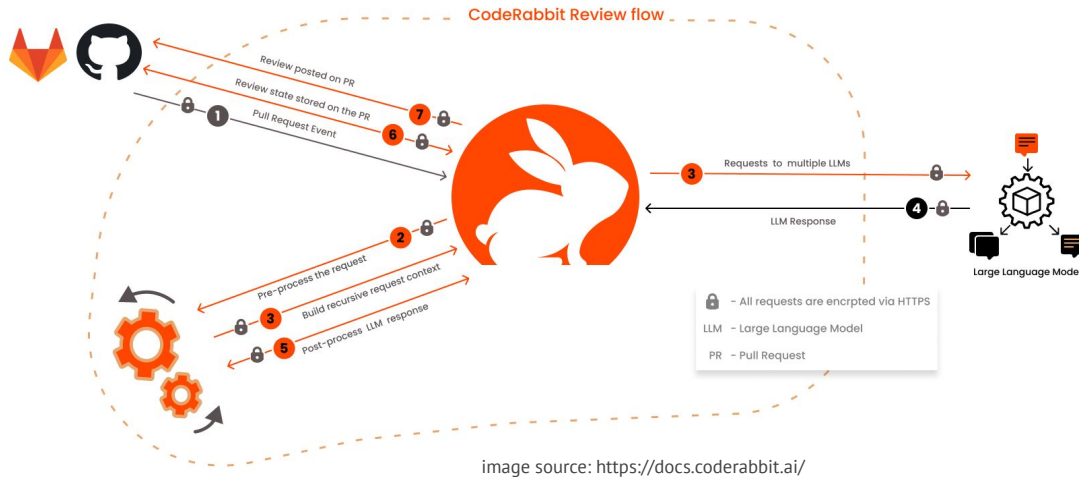 CodeRabbit Review flow
Review posted on PR
7
Review state stored on the PR
6
1
Pull Request Event
3
Requests to multiple LLMs
4
LLM Response
2
Pre-process the request
3
Build recursive request context
5
Post-process LLM response
Large Language Model
- All requests are encrpted via HTTPS
LLM - Large Language Model
PR - Pull Request
image source: https://docs.coderabbit.ai/